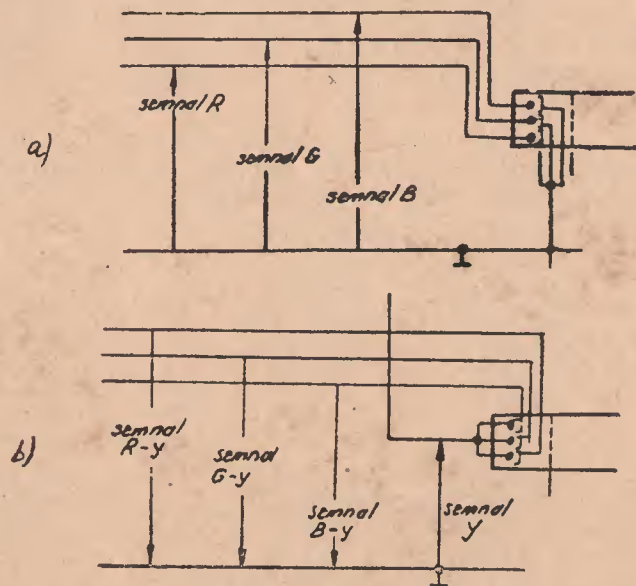 a)
semnal R
semnal G
semnal B
b)
semnal
R-y
semnal
G-y
semnal
B-y
semnal
y